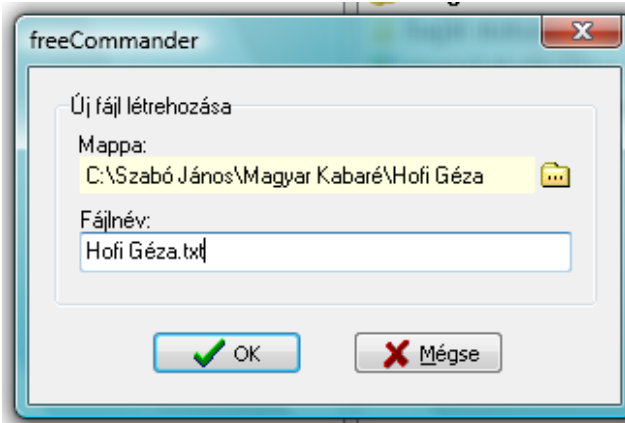 freeCommander
Új fájl létrehozása
Mappa:
C:\Szabó János\Magyar Kabaré\Hofi Géza
Fájlnév:
Hofi Géza.txt
OK
Mégse